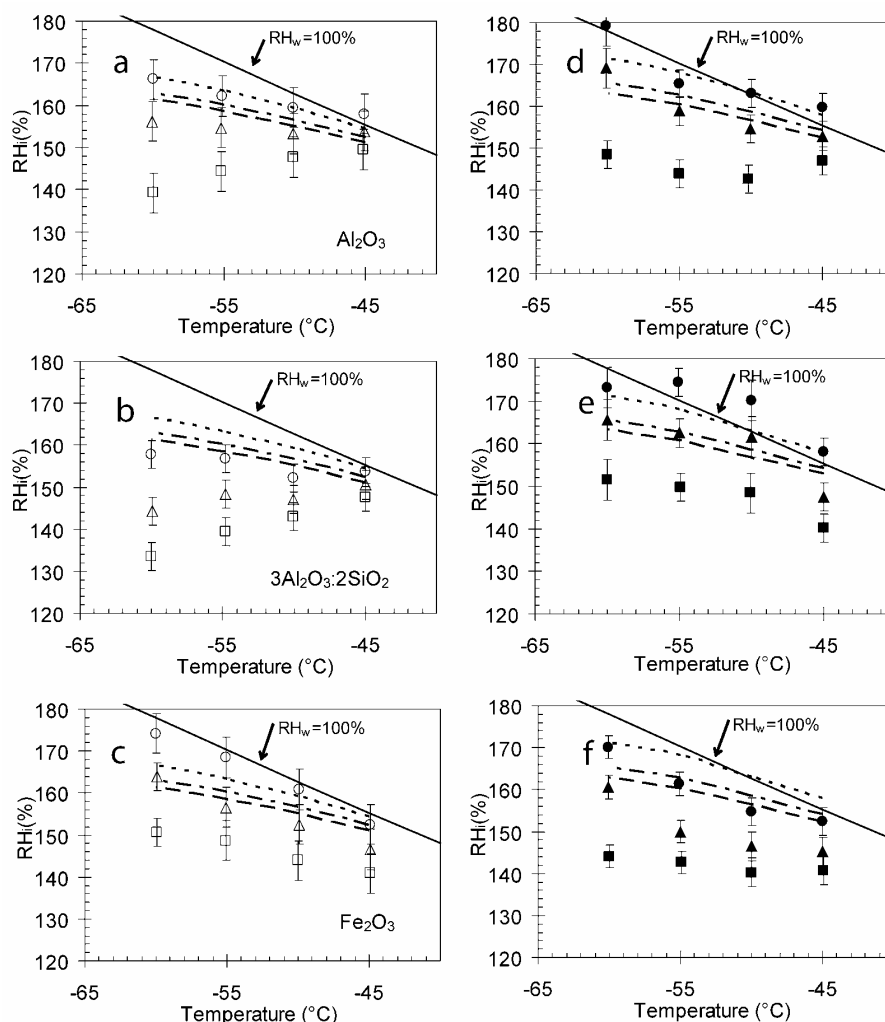 180
170
160
150
140
130
120
RHi(%)
a
RHw=100%
Al₂O₃
-65
-55
-45
Temperature (°C)
180
170
160
150
140
130
120
RHi(%)
d
RHw=100%
-65
-55
-45
Temperature (°C)
180
170
160
150
140
130
120
RHi(%)
b
RHw=100%
3Al₂O₃:2SiO₂
-65
-55
-45
Temperature (°C)
180
170
160
150
140
130
120
RHi(%)
e
RHw=100%
-65
-55
-45
Temperature (°C)
180
170
160
150
140
130
120
RHi(%)
c
RHw=100%
Fe₂O₃
-65
-55
-45
Temperature (°C)
180
170
160
150
140
130
120
RHi(%)
f
RHw=100%
-65
-55
-45
Temperature (°C)